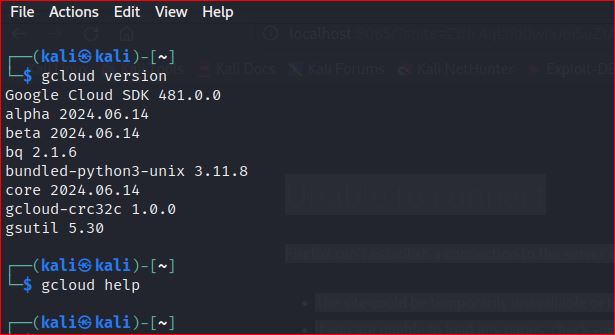 File Actions Edit View Help
localhost
Kali Docs Kali Forums Kali NetHunter Exploit-D
┌──(kali㉿kali)-[~]
└─$ gcloud version
Google Cloud SDK 481.0.0
alpha 2024.06.14
beta 2024.06.14
bq 2.1.6
bundled-python3-unix 3.11.8
core 2024.06.14
gcloud-crc32c 1.0.0
gsutil 5.30
Unable to connect
┌──(kali㉿kali)-[~]
└─$ gcloud help
┌──(kali㉿kali)-[~]